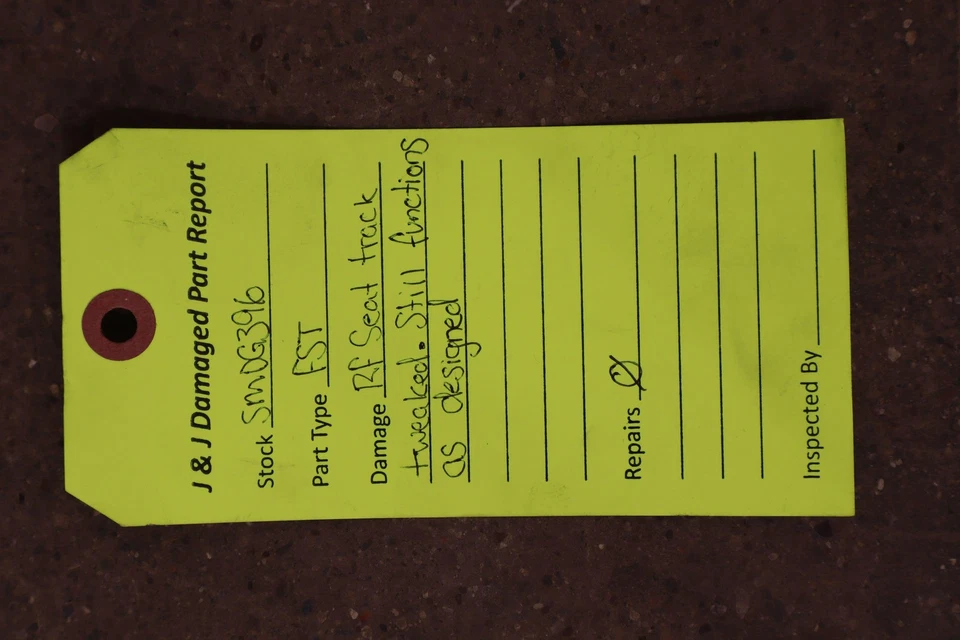 J & J Damaged Part Report
Stock SM0G396
Part Type FST
Damage Rf Seat track
tweaked. Still functions
as designed
Repairs Ø
Inspected By